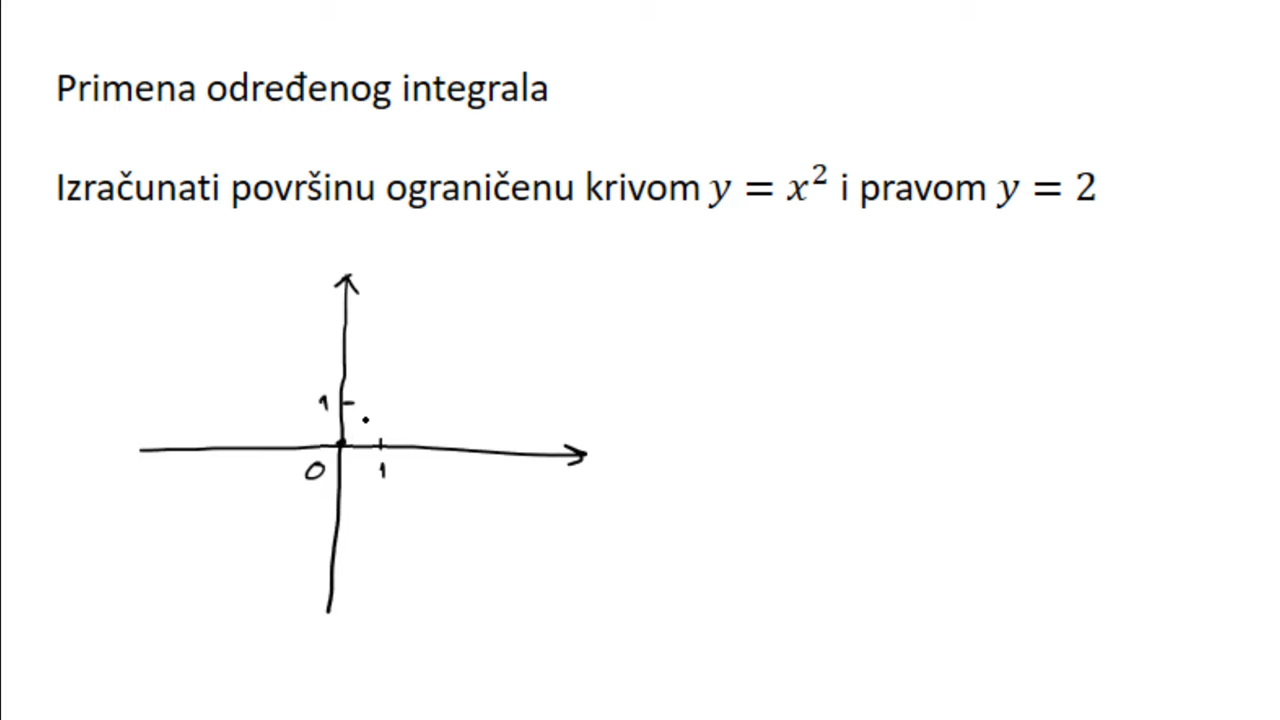 Primena određenog integrala
Izračunati površinu ograničenu krivom y = x² i pravom y = 2
1
0 1